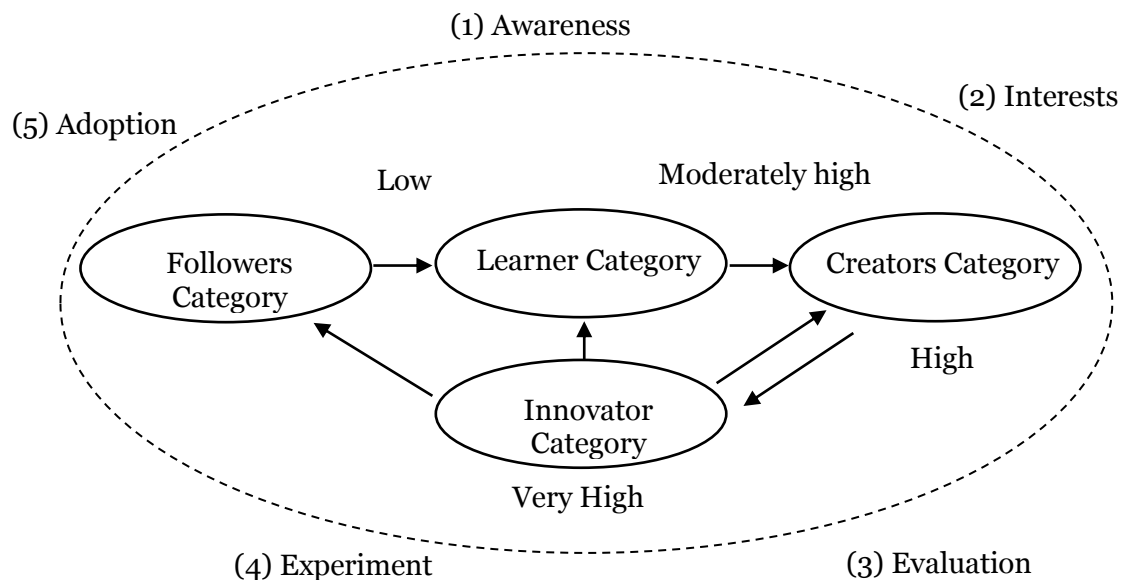 (1) Awareness
(2) Interests
(5) Adoption
Low
Moderately high
Followers
Category
Learner Category
Creators Category
High
Innovator
Category
Very High
(4) Experiment
(3) Evaluation